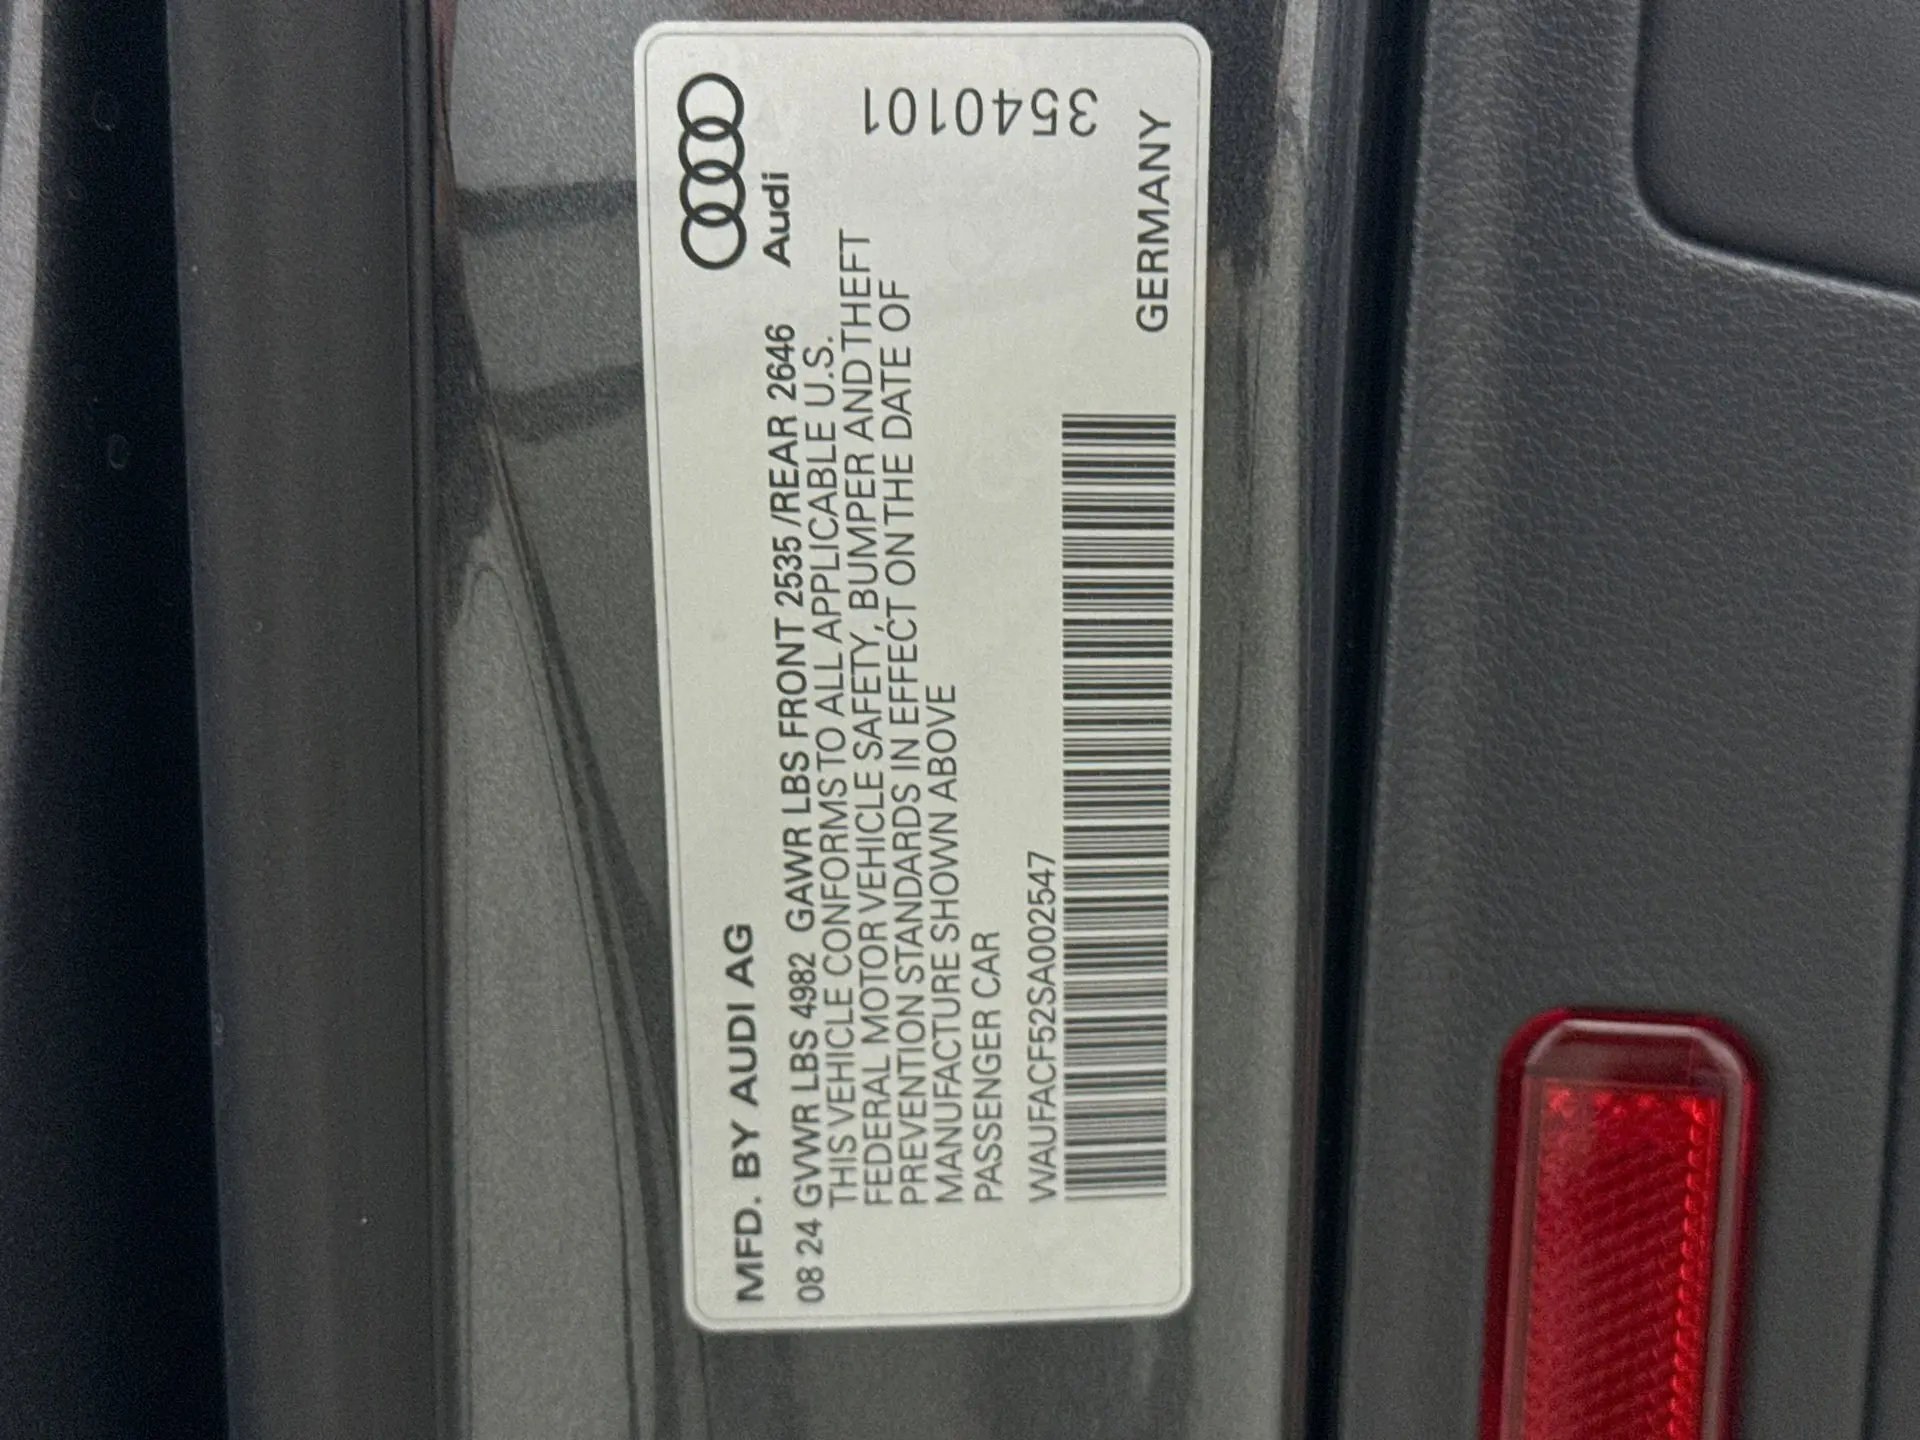 MFD. BY AUDI AG
Audi
08 24 GVWR LBS 4982 GAWR LBS FRONT 2535 /REAR 2646
THIS VEHICLE CONFORMS TO ALL APPLICABLE U.S.
FEDERAL MOTOR VEHICLE SAFETY, BUMPER AND THEFT
PREVENTION STANDARDS IN EFFECT ON THE DATE OF
MANUFACTURE SHOWN ABOVE
PASSENGER CAR
3540101
WAUFACF52SA002547
GERMANY